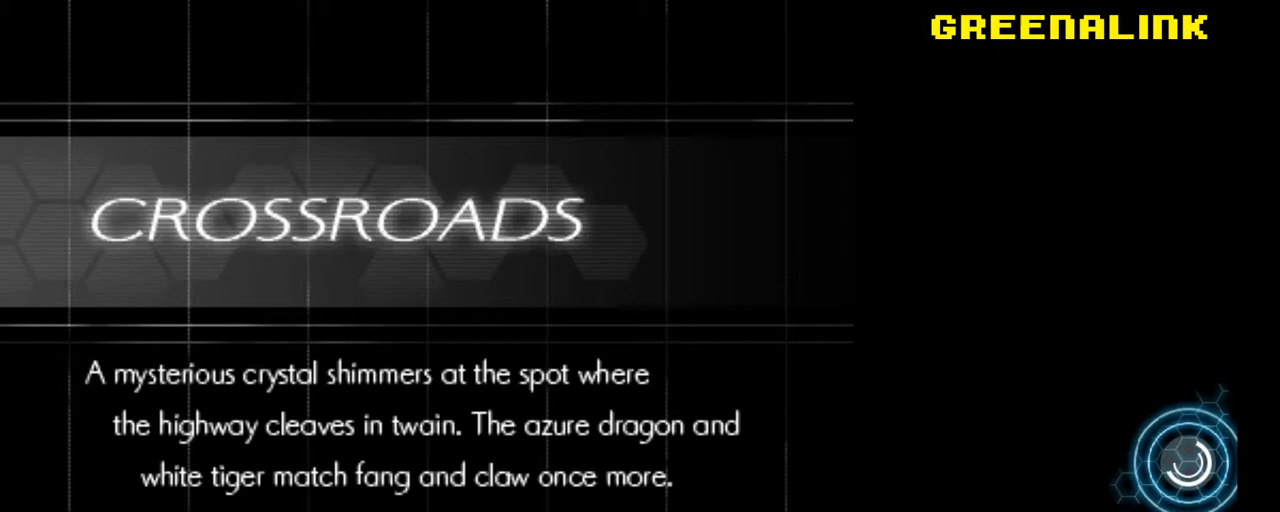 GREENALINK
CROSSROADS
A mysterious crystal shimmers at the spot where
the highway cleaves in twain. The azure dragon and
white tiger match fang and claw once more.